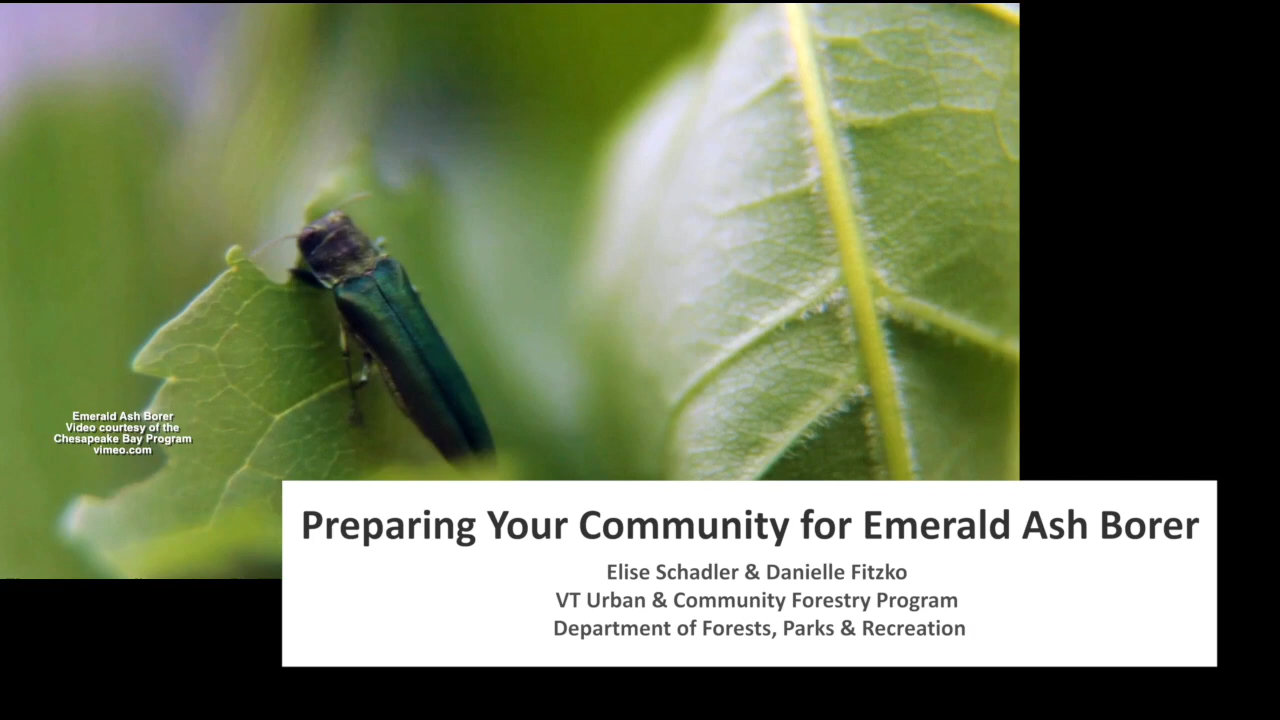 Emerald Ash Borer
Video courtesy of the
Chesapeake Bay Program
vimeo.com
Preparing Your Community for Emerald Ash Borer
Elise Schadler & Danielle Fitzko
VT Urban & Community Forestry Program
Department of Forests, Parks & Recreation